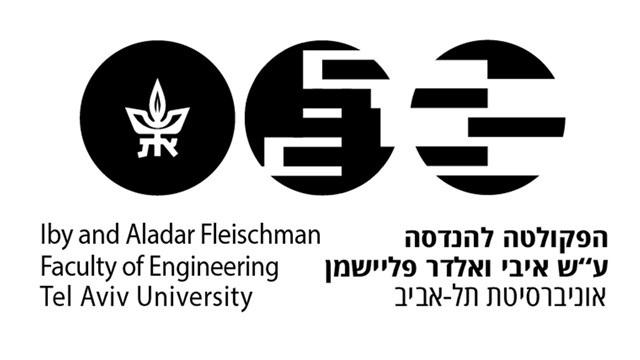 Iby and Aladar Fleischman
Faculty of Engineering
Tel Aviv University
הפקולטה להנדסה
ע״ש איבי ואלדר פליישמן
אוניברסיטת תל-אביב